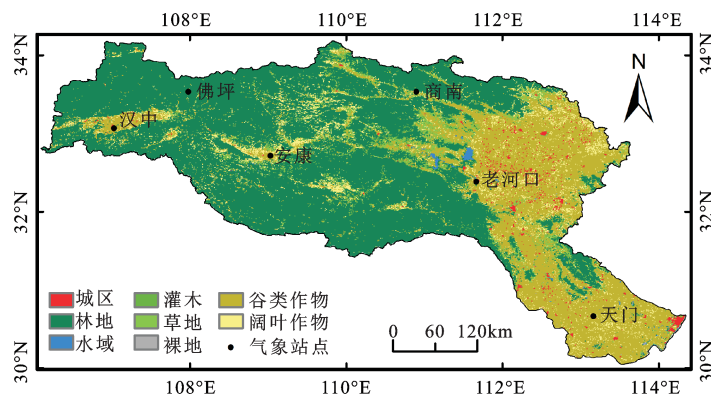 108°E 110°E 112°E 114°E
34°N 34°N
N
佛坪 商南
汉中
安康
老河口
32°N 32°N
城区 灌木 谷类作物
林地 草地 阔叶作物
水域 裸地 气象站点
天门
0 60 120km
30°N 30°N
108°E 110°E 112°E 114°E